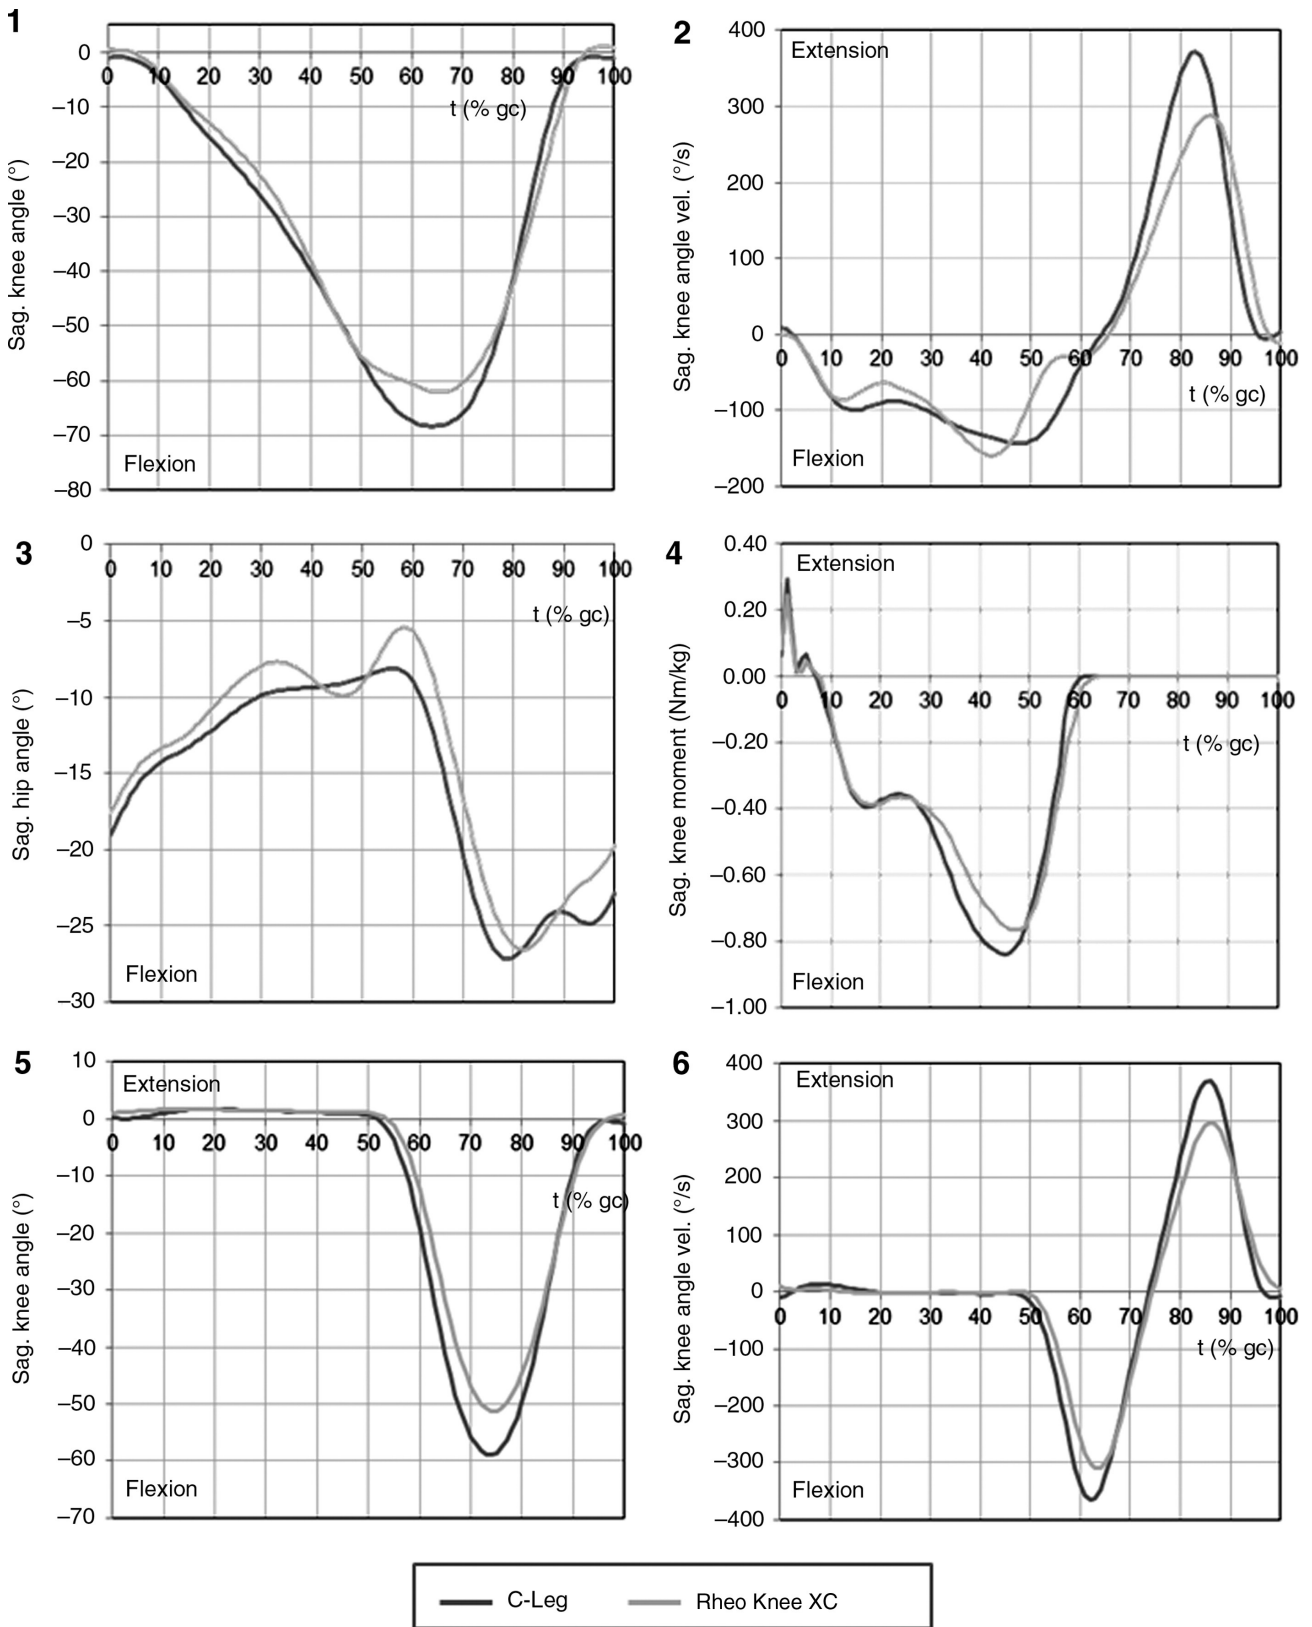 1
0
–10
–20
–30
–40
–50
–60
–70
–80
0 10 20 30 40 50 60 70 80 90 100
t (% gc)
Sag. knee angle (°)
Flexion
2
400
300
200
100
0
–100
–200
0 10 20 30 40 50 60 70 80 90 100
Extension
t (% gc)
Sag. knee angle vel. (°/s)
Flexion
3
0
–5
–10
–15
–20
–25
–30
0 10 20 30 40 50 60 70 80 90 100
t (% gc)
Sag. hip angle (°)
Flexion
4
0.40
0.20
0.00
–0.20
–0.40
–0.60
–0.80
–1.00
0 10 20 30 40 50 60 70 80 90 100
Extension
t (% gc)
Sag. knee moment (Nm/kg)
Flexion
5
10
0
–10
–20
–30
–40
–50
–60
–70
0 10 20 30 40 50 60 70 80 90 100
Extension
t (% gc)
Sag. knee angle (°)
Flexion
6
400
300
200
100
0
–100
–200
–300
–400
0 10 20 30 40 50 60 70 80 90 100
Extension
t (% gc)
Sag. knee angle vel. (°/s)
Flexion
C-Leg
Rheo Knee XC